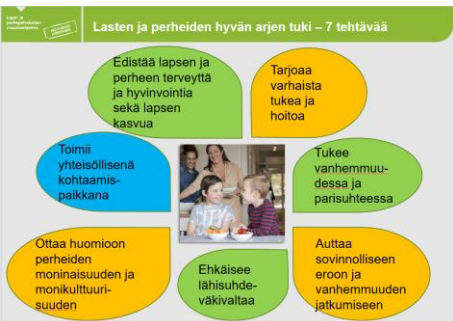 Lasten ja perheiden hyvän arjen tuki – 7 tehtävää
Edistää lapsen ja
perheen terveyttä
ja hyvinvointia
sekä lapsen
kasvua
Tarjoaa
varhaista
tukea ja
hoitoa
Toimii
yhteisöllisenä
kohtaamis-
paikkana
Tukee
vanhemmuu-
dessa ja
parisuhteessa
Ottaa huomioon
perheiden
moninaisuuden ja
monikulttuuri-
suuden
Ehkäisee
lähisuhde-
väkivaltaa
Auttaa
sovinnolliseen
eroon ja
vanhemmuuden
jatkumiseen